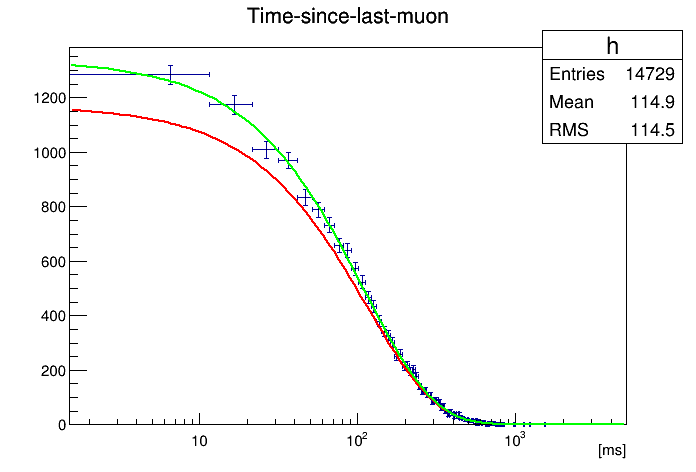 Time-since-last-muon
h
Entries 14729
Mean 114.9
RMS 114.5
1200
1000
800
600
400
200
0
10 10² 10³
[ms]